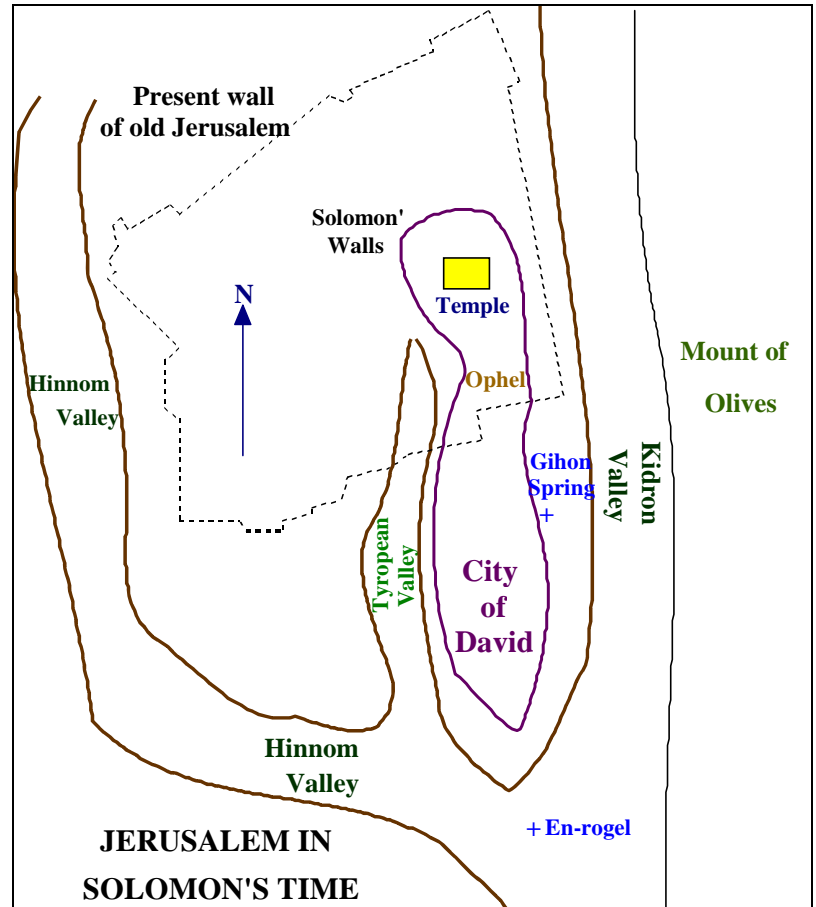 Present wall
of old Jerusalem
Solomon'
Walls
N
Temple
Mount of
Olives
Hinnom
Valley
Ophel
Gihon
Spring
+
Kidron
Valley
Tyropean
Valley
City
of
David
Hinnom
Valley
+ En-rogel
JERUSALEM IN
SOLOMON'S TIME